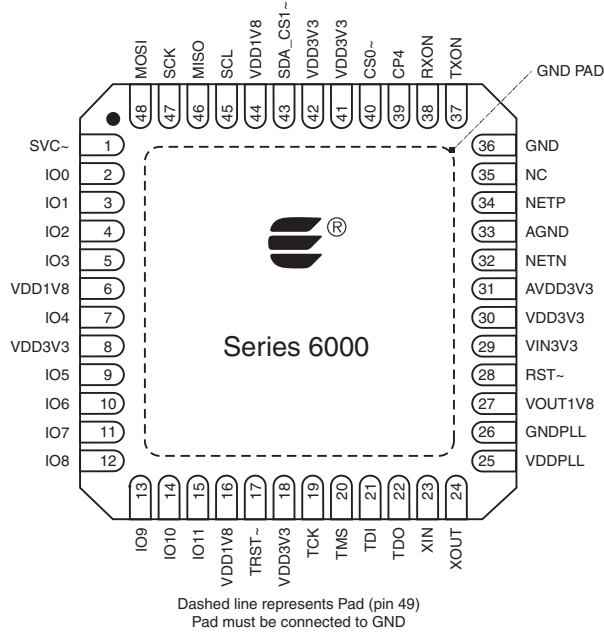 MOSI SCK MISO SCL VDD1V8 SDA_CS1~ VDD3V3 VDD3V3 CS0~ CP4 RXON TXON
GND PAD
48 47 46 45 44 43 42 41 40 39 38 37
SVC~ 1
IO0 2
IO1 3
IO2 4
IO3 5
VDD1V8 6
IO4 7
VDD3V3 8
IO5 9
IO6 10
IO7 11
IO8 12
®
Series 6000
36 GND
35 NC
34 NETP
33 AGND
32 NETN
31 AVDD3V3
30 VDD3V3
29 VIN3V3
28 RST~
27 VOUT1V8
26 GNDPLL
25 VDDPLL
13 14 15 16 17 18 19 20 21 22 23 24
IO9 IO10 IO11 VDD1V8 TRST~ VDD3V3 TCK TMS TDI TDO XIN XOUT
Dashed line represents Pad (pin 49)
Pad must be connected to GND